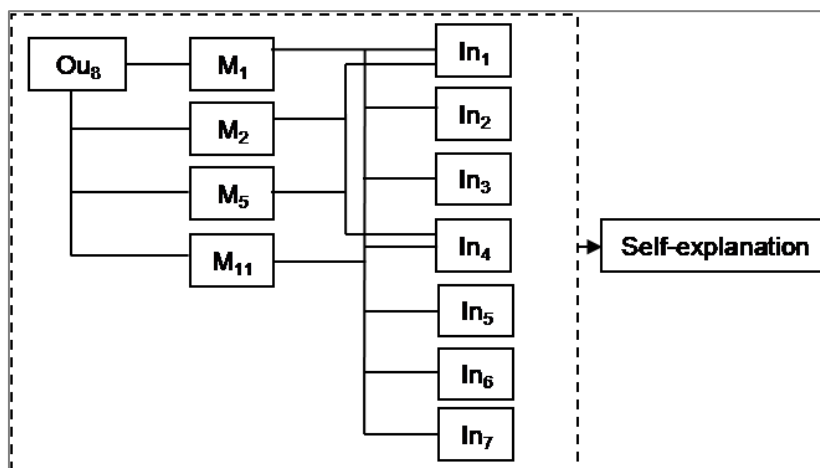 Ou₈
M₁
M₂
M₅
M₁₁
In₁
In₂
In₃
In₄
In₅
In₆
In₇
Self-explanation